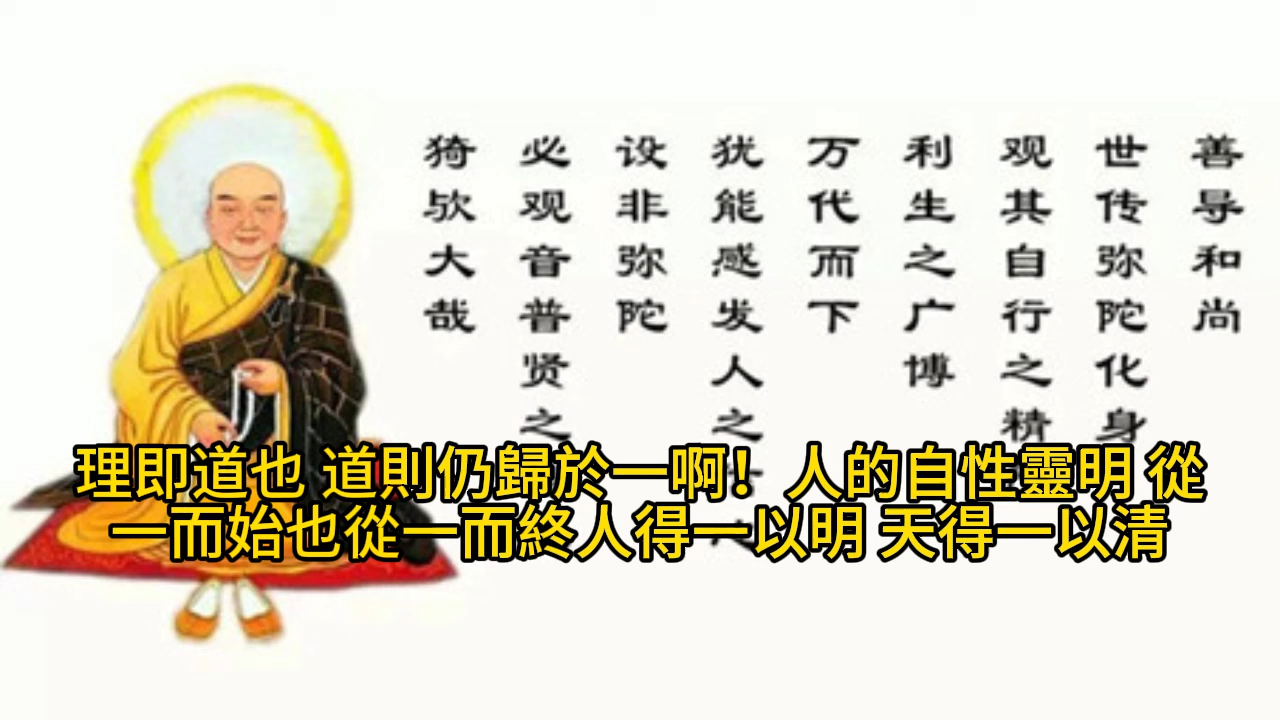 善导和尚
世传弥陀化身
观其自行之精
利生之广博
万代而下
犹能感发人之
设非弥陀
必观音普贤之
猗欤大哉
理即道也 道則仍歸於一啊！人的自性靈明 從
一而始也從一而終人得一以明 天得一以清